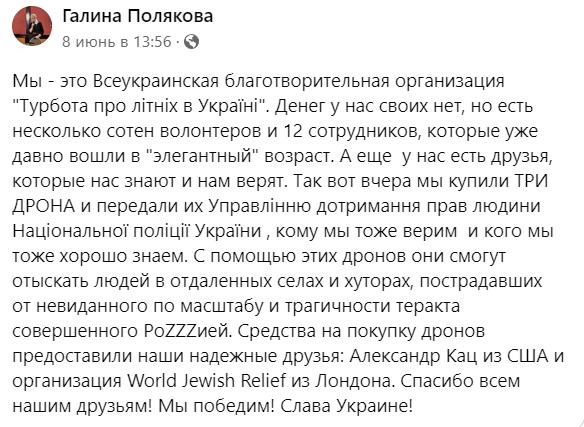 Галина Полякова
8 июнь в 13:56 ·
Мы - это Всеукраинская благотворительная организация
"Турбота про літніх в Україні". Денег у нас своих нет, но есть
несколько сотен волонтеров и 12 сотрудников, которые уже
давно вошли в "элегантный" возраст. А еще  у нас есть друзья,
которые нас знают и нам верят. Так вот вчера мы купили ТРИ
ДРОНА и передали их Управлінню дотримання прав людини
Національної поліції України , кому мы тоже верим  и кого мы
тоже хорошо знаем. С помощью этих дронов они смогут
отыскать людей в отдаленных селах и хуторах, пострадавших
от невиданного по масштабу и трагичности теракта
совершенного РоZZZией. Средства на покупку дронов
предоставили наши надежные друзья: Александр Кац из США и
организация World Jewish Relief из Лондона. Спасибо всем
нашим друзьям! Мы победим! Слава Украине!